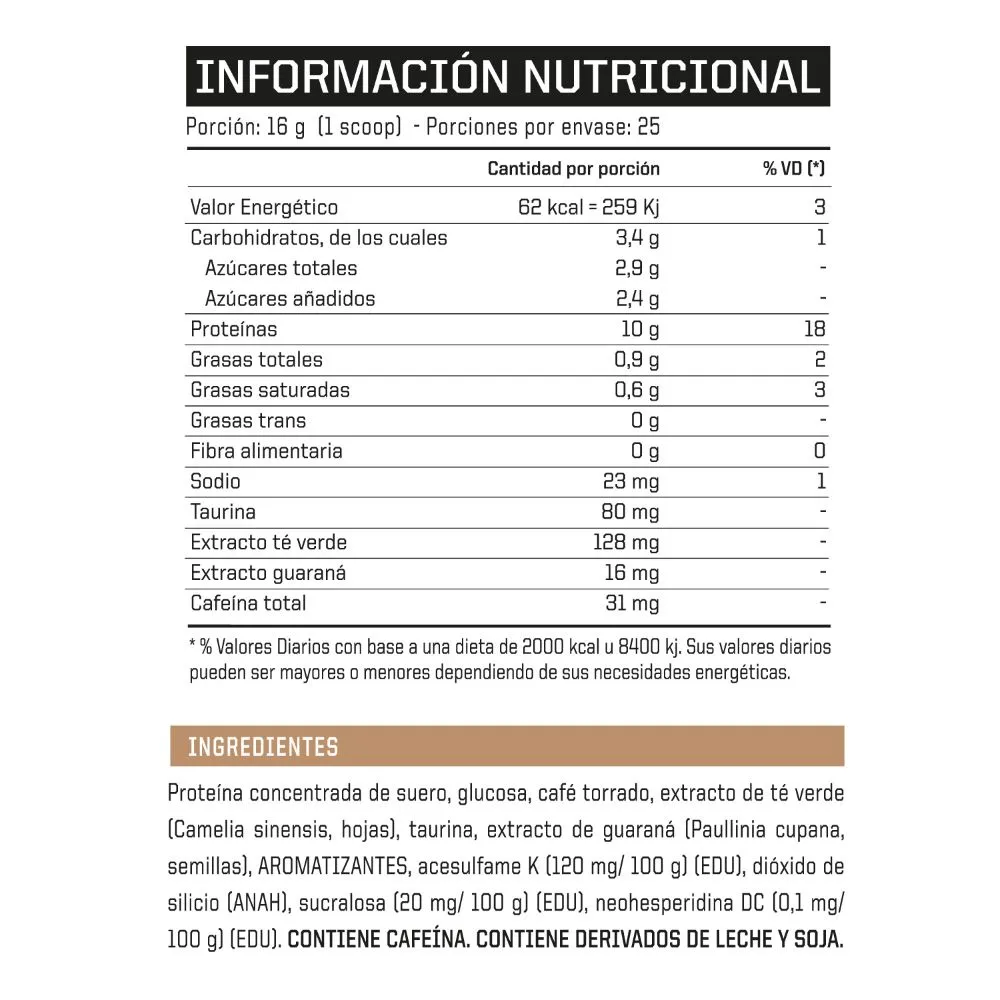 INFORMACIÓN NUTRICIONAL
Porción: 16 g (1 scoop) - Porciones por envase: 25
Cantidad por porción % VD (*)
Valor Energético 62 kcal = 259 Kj 3
Carbohidratos, de los cuales 3,4 g 1
Azúcares totales 2,9 g -
Azúcares añadidos 2,4 g -
Proteínas 10 g 18
Grasas totales 0,9 g 2
Grasas saturadas 0,6 g 3
Grasas trans 0 g -
Fibra alimentaria 0 g 0
Sodio 23 mg 1
Taurina 80 mg -
Extracto té verde 128 mg -
Extracto guaraná 16 mg -
Cafeína total 31 mg -
* % Valores Diarios con base a una dieta de 2000 kcal u 8400 kj. Sus valores diarios
pueden ser mayores o menores dependiendo de sus necesidades energéticas.
INGREDIENTES
Proteína concentrada de suero, glucosa, café torrado, extracto de té verde
(Camelia sinensis, hojas), taurina, extracto de guaraná (Paullinia cupana,
semillas), AROMATIZANTES, acesulfame K (120 mg/ 100 g) (EDU), dióxido de
silicio (ANAH), sucralosa (20 mg/ 100 g) (EDU), neohesperidina DC (0,1 mg/
100 g) (EDU). CONTIENE CAFEÍNA. CONTIENE DERIVADOS DE LECHE Y SOJA.